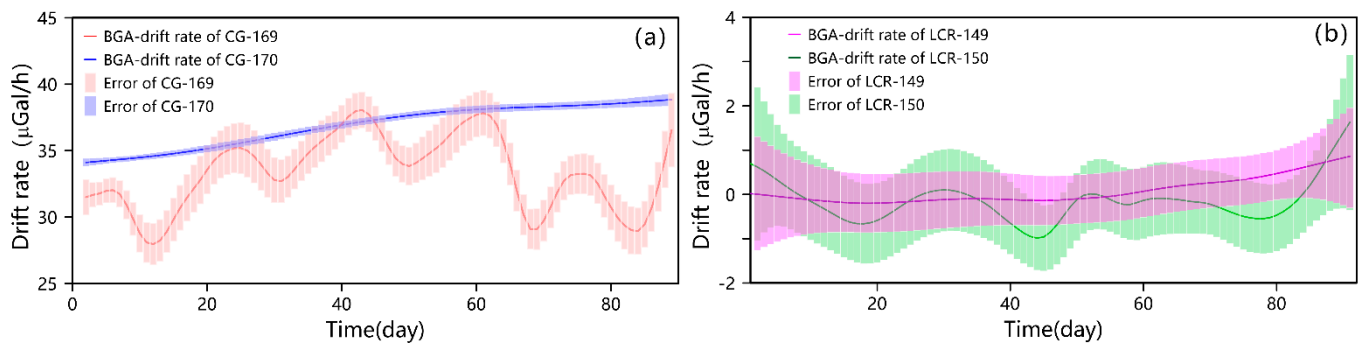 (a)
BGA-drift rate of CG-169
BGA-drift rate of CG-170
Error of CG-169
Error of CG-170
Drift rate (μGal/h)
45
40
35
30
25
0 20 40 60 80
Time(day)
(b)
BGA-drift rate of LCR-149
BGA-drift rate of LCR-150
Error of LCR-149
Error of LCR-150
Drift rate (μGal/h)
4
2
0
-2
20 40 60 80
Time(day)